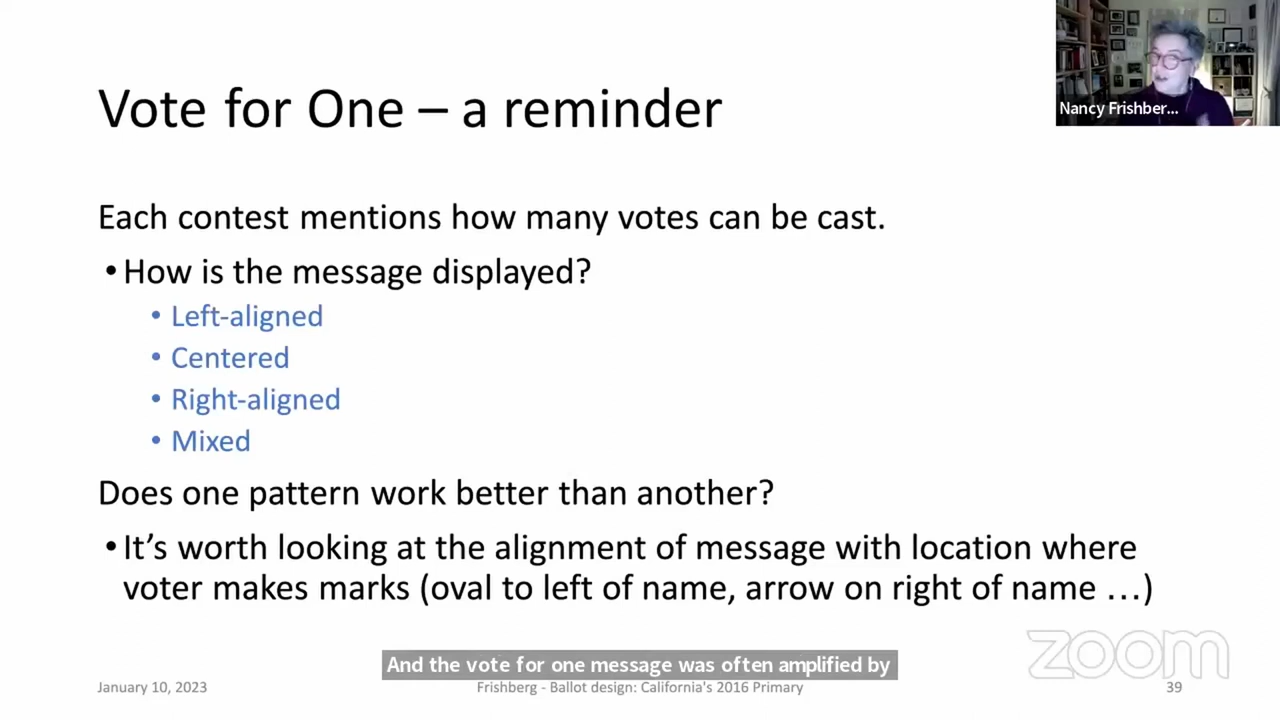 Vote for One – a reminder
Nancy Frishber...
Each contest mentions how many votes can be cast.
• How is the message displayed?
• Left-aligned
• Centered
• Right-aligned
• Mixed
Does one pattern work better than another?
• It’s worth looking at the alignment of message with location where
voter makes marks (oval to left of name, arrow on right of name …)
zoom
And the vote for one message was often amplified by
January 10, 2023
Frishberg - Ballot design: California's 2016 Primary
39